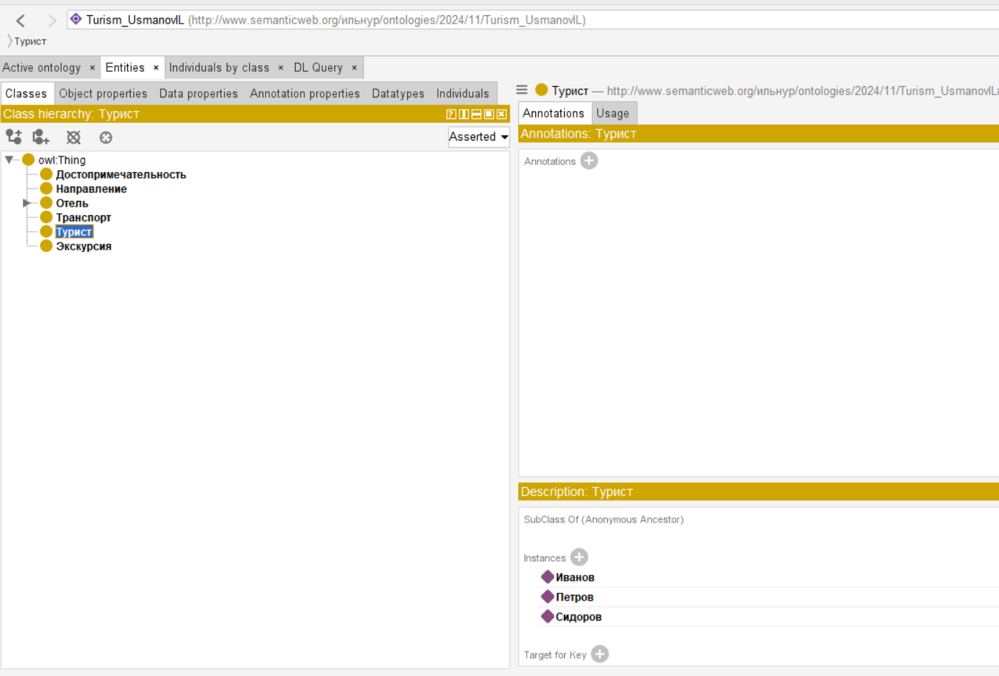 Turism_UsmanovIL (http://www.semanticweb.org/ильнур/ontologies/2024/11/Turism_UsmanovIL)
Турист
Active ontology × Entities × Individuals by class × DL Query ×
Classes Object properties Data properties Annotation properties Datatypes Individuals
Class hierarchy: Турист
Asserted
owl:Thing
Достопримечательность
Направление
Отель
Транспорт
Турист
Экскурсия
Турист — http://www.semanticweb.org/ильнур/ontologies/2024/11/Turism_UsmanovIL#
Annotations Usage
Annotations: Турист
Annotations
Description: Турист
SubClass Of (Anonymous Ancestor)
Instances
Иванов
Петров
Сидоров
Target for Key